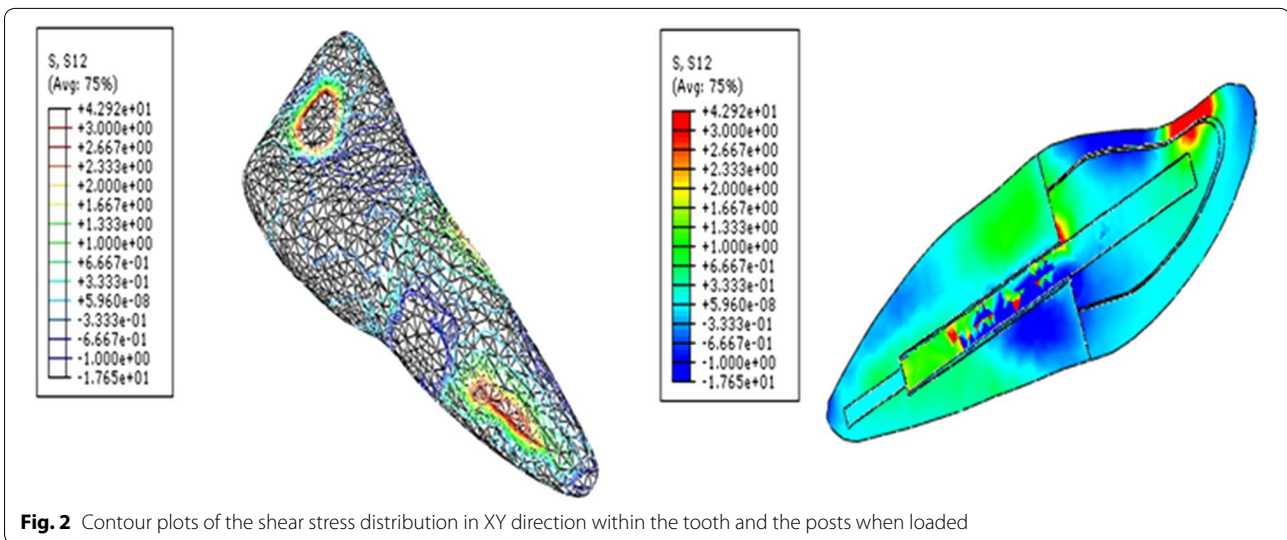 S, S12
(Avg: 75%)
+4.292e+01
+3.000e+00
+2.667e+00
+2.333e+00
+2.000e+00
+1.667e+00
+1.333e+00
+1.000e+00
+6.667e-01
+3.333e-01
+5.960e-08
-3.333e-01
-6.667e-01
-1.000e+00
-1.765e+01
S, S12
(Avg: 75%)
+4.292e+01
+3.000e+00
+2.667e+00
+2.333e+00
+2.000e+00
+1.667e+00
+1.333e+00
+1.000e+00
+6.667e-01
+3.333e-01
+5.960e-08
-3.333e-01
-6.667e-01
-1.000e+00
-1.765e+01
Fig. 2 Contour plots of the shear stress distribution in XY direction within the tooth and the posts when loaded